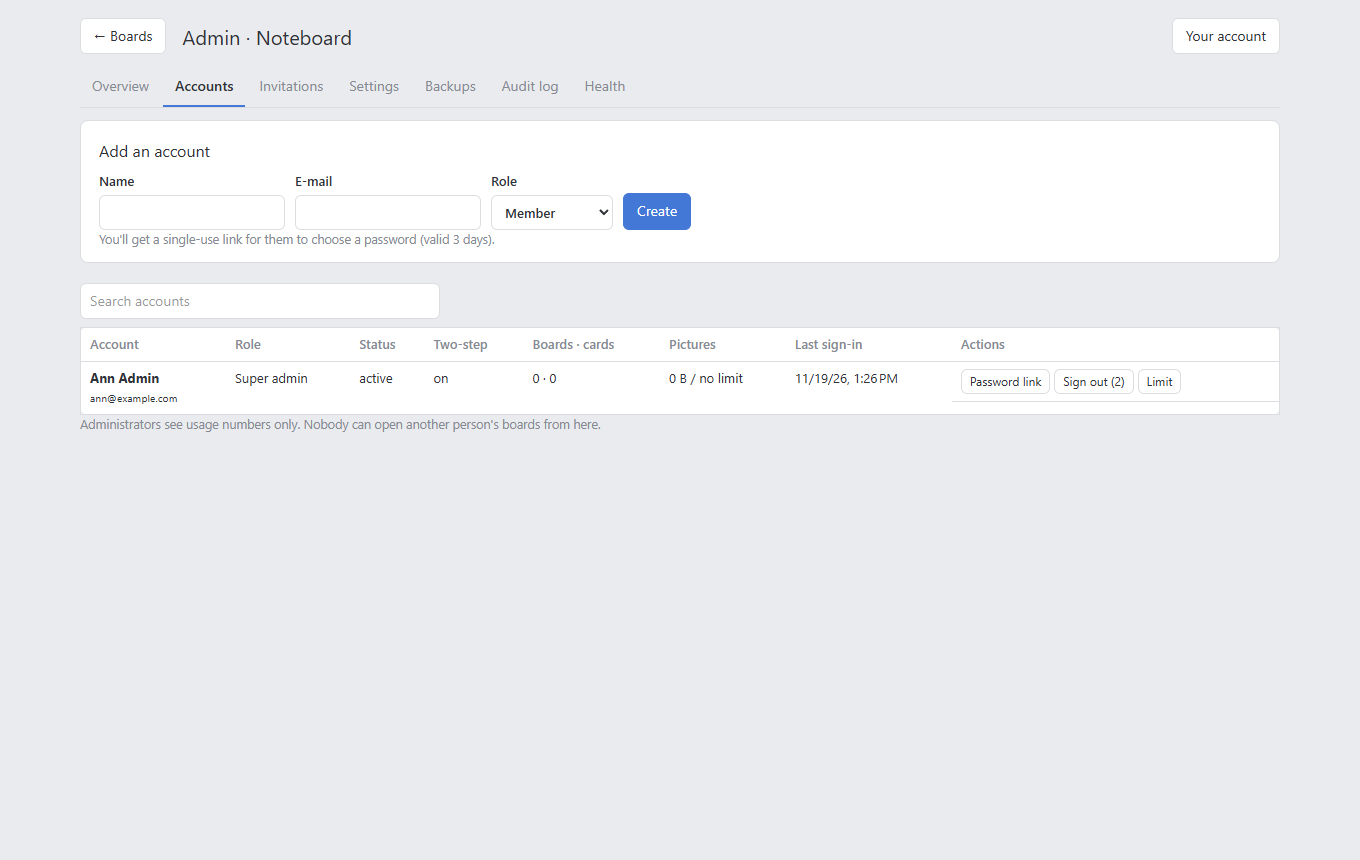 ← Boards
Admin · Noteboard
Your account
Overview Accounts Invitations Settings Backups Audit log Health
Add an account
Name E-mail Role
Member Create
You'll get a single-use link for them to choose a password (valid 3 days).
Search accounts
Account Role Status Two-step Boards · cards Pictures Last sign-in Actions
Ann Admin Super admin active on 0 · 0 0 B / no limit 11/19/26, 1:26 PM Password link Sign out (2) Limit
ann@example.com
Administrators see usage numbers only. Nobody can open another person's boards from here.